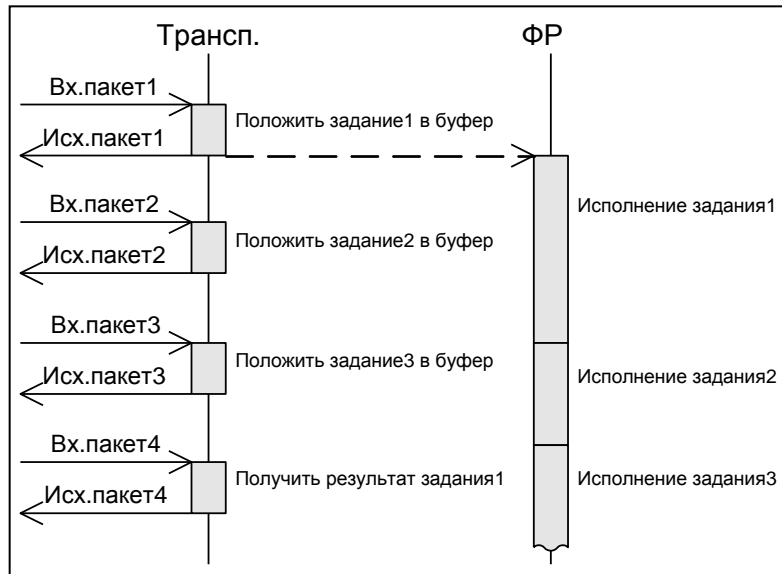 Трансп.
ФР
Вх.пакет1
Положить задание1 в буфер
Исх.пакет1
Исполнение задания1
Вх.пакет2
Положить задание2 в буфер
Исх.пакет2
Вх.пакет3
Положить задание3 в буфер
Исполнение задания2
Исх.пакет3
Вх.пакет4
Получить результат задания1
Исполнение задания3
Исх.пакет4